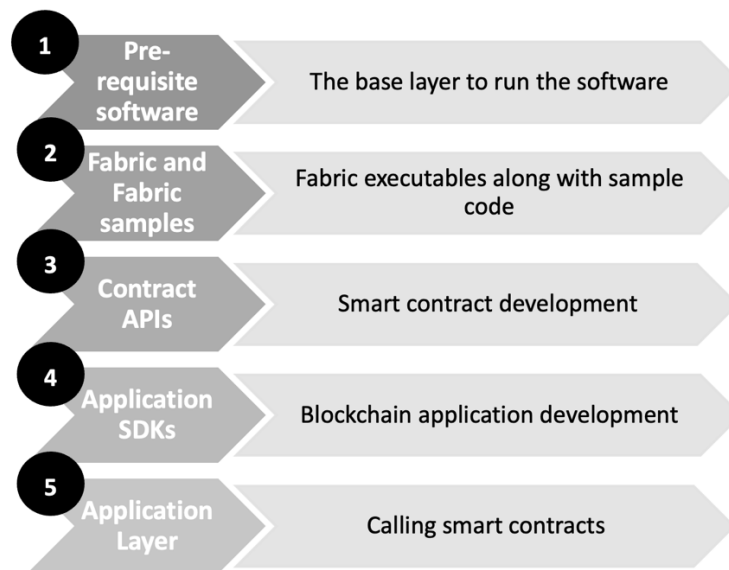 1
Pre-
requisite
software
The base layer to run the software
2
Fabric and
Fabric
samples
Fabric executables along with sample
code
3
Contract
APIs
Smart contract development
4
Application
SDKs
Blockchain application development
5
Application
Layer
Calling smart contracts